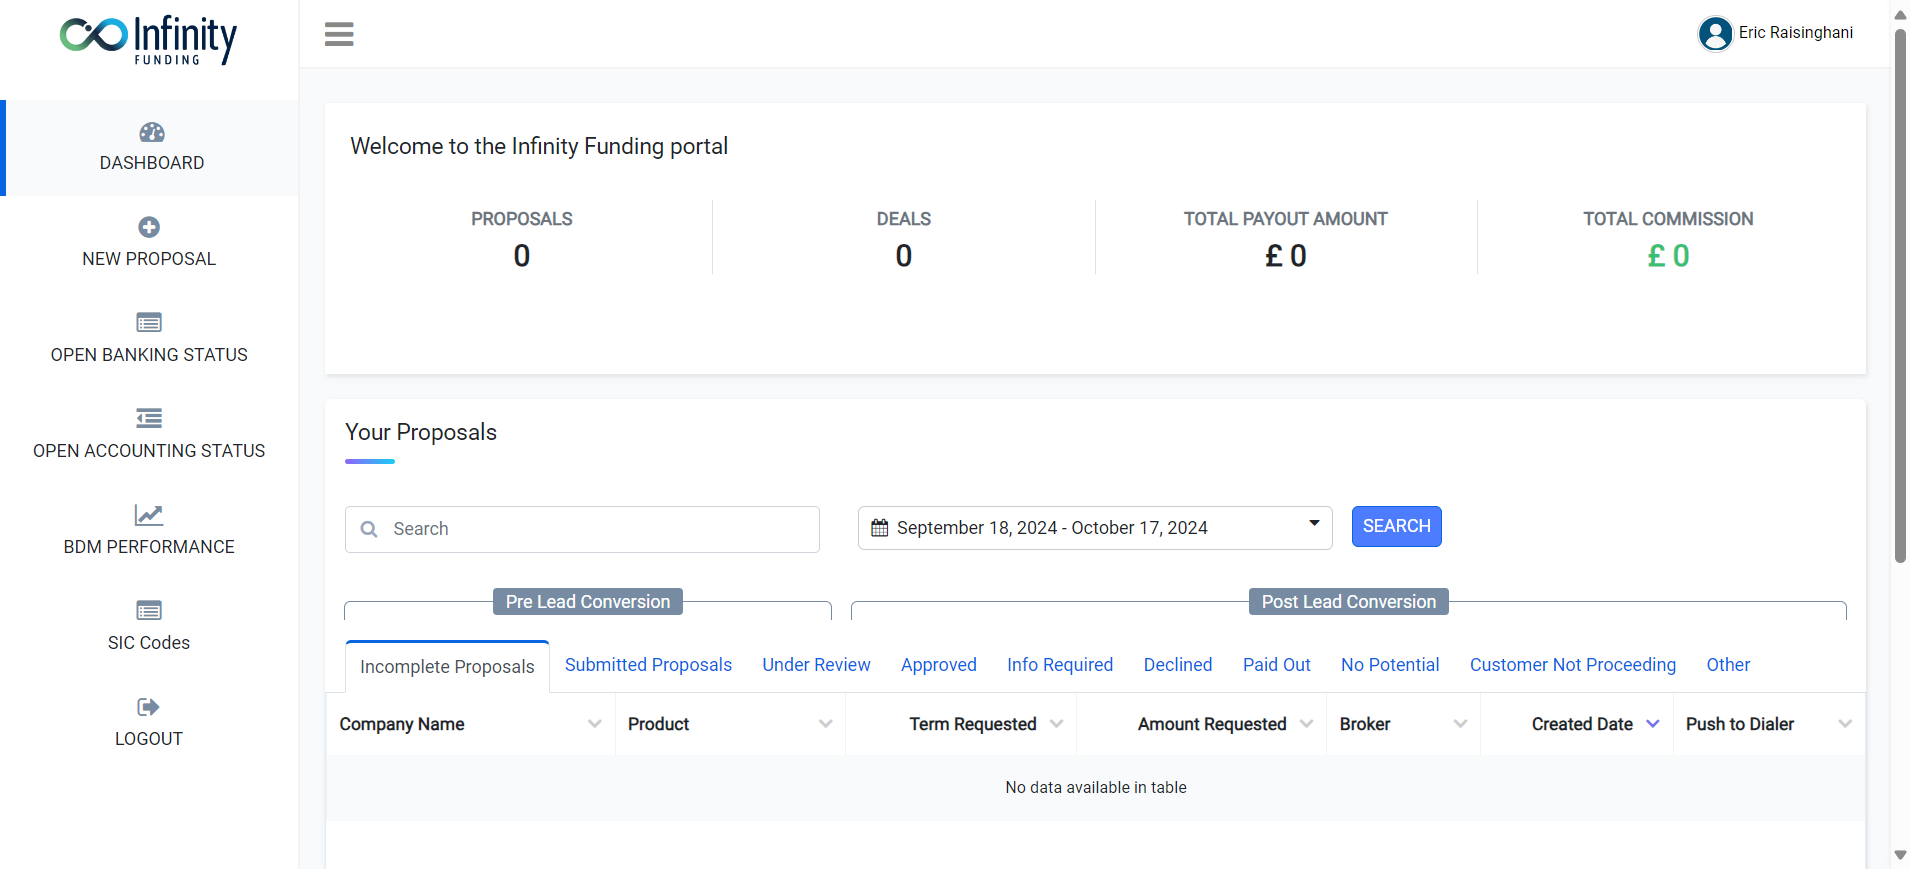 Infinity
FUNDING
Eric Raisinghani
DASHBOARD
NEW PROPOSAL
OPEN BANKING STATUS
OPEN ACCOUNTING STATUS
BDM PERFORMANCE
SIC Codes
LOGOUT
Welcome to the Infinity Funding portal
PROPOSALS DEALS TOTAL PAYOUT AMOUNT TOTAL COMMISSION
0 0 £ 0 £ 0
Your Proposals
Search September 18, 2024 - October 17, 2024 SEARCH
Pre Lead Conversion Post Lead Conversion
Incomplete Proposals Submitted Proposals Under Review Approved Info Required Declined Paid Out No Potential Customer Not Proceeding Other
Company Name Product Term Requested Amount Requested Broker Created Date Push to Dialer
No data available in table